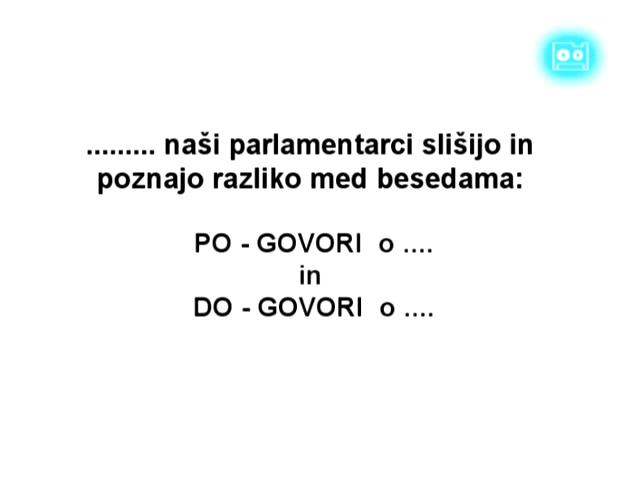 ......... naši parlamentarci slišijo in
poznajo razliko med besedama:
PO - GOVORI o ....
in
DO - GOVORI o ....